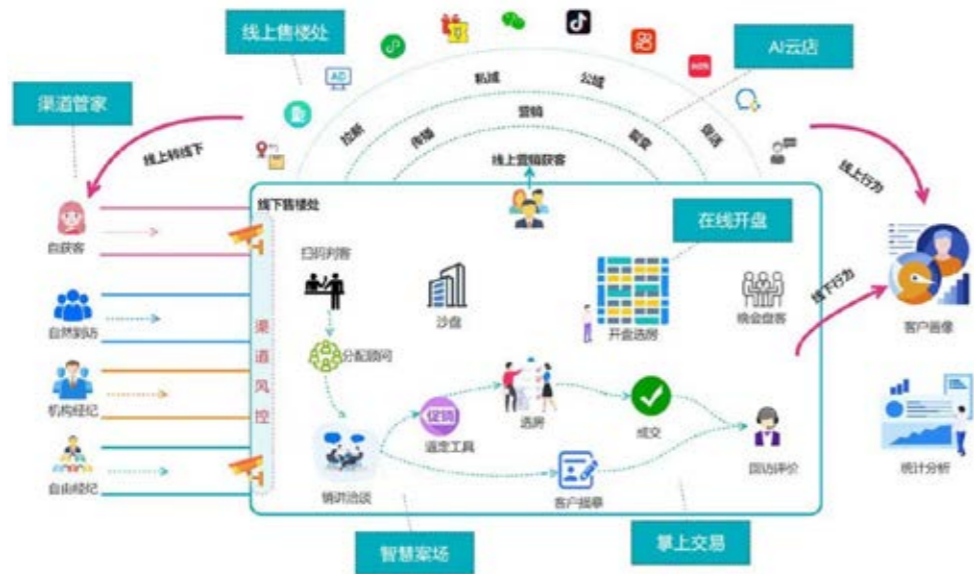 线上售楼处
AI云店
渠道管家
AD
私域
公域
拉新
传播
营销
裂变
促活
线上营销获客
线上转线下
线上行为
线下售楼处
自获客
扫码判客
在线开盘
线下行为
沙盘
开盘选房
晚会盘客
客户画像
自然到访
分配顾问
渠道风控
机构经纪
促销
逼定工具
选房
成交
回访评价
统计分析
自由经纪
销讲洽谈
客户描摹
智慧案场
掌上交易